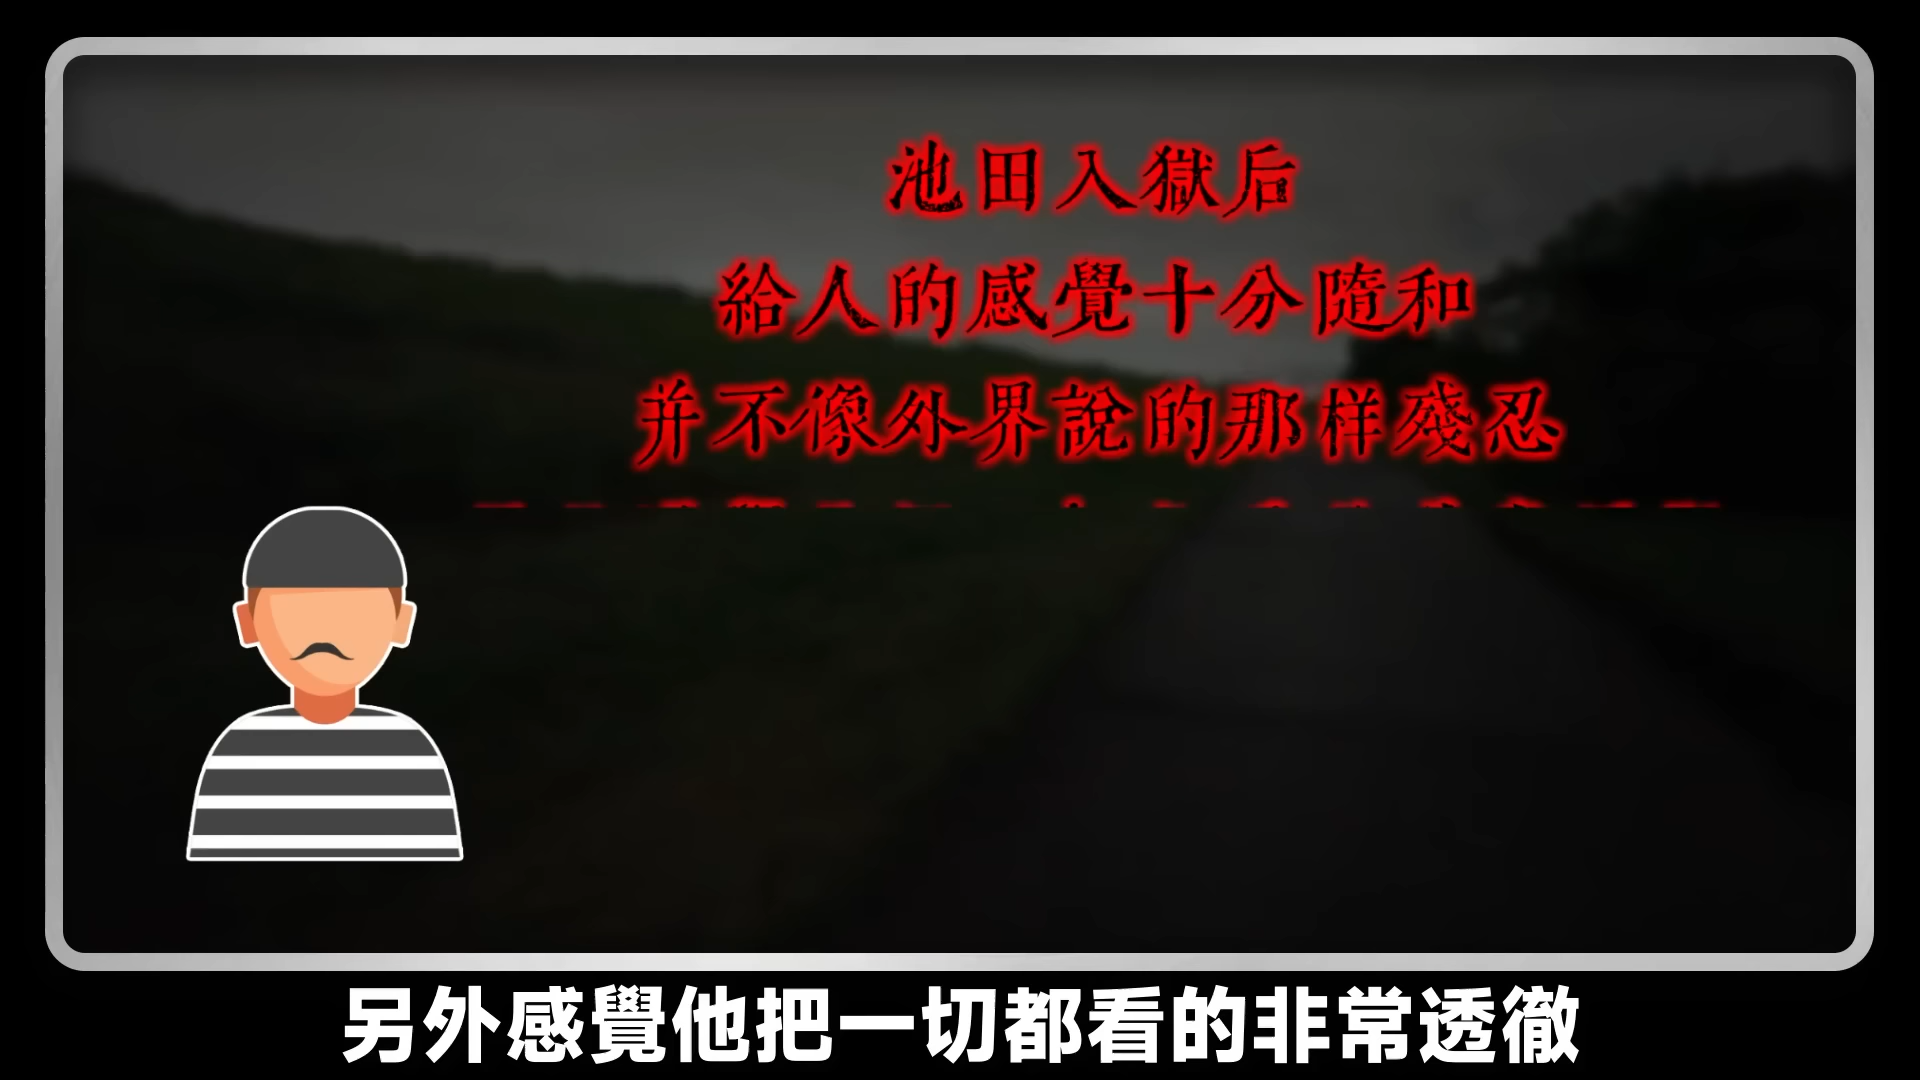 池田入獄后
給人的感覺十分隨和
并不像外界說的那样殘忍
另外感覺他把一切都看的非常透徹